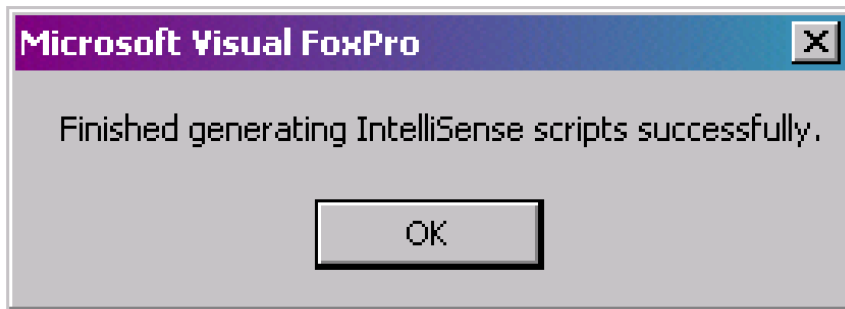 Microsoft Visual FoxPro
Finished generating IntelliSense scripts successfully.
OK